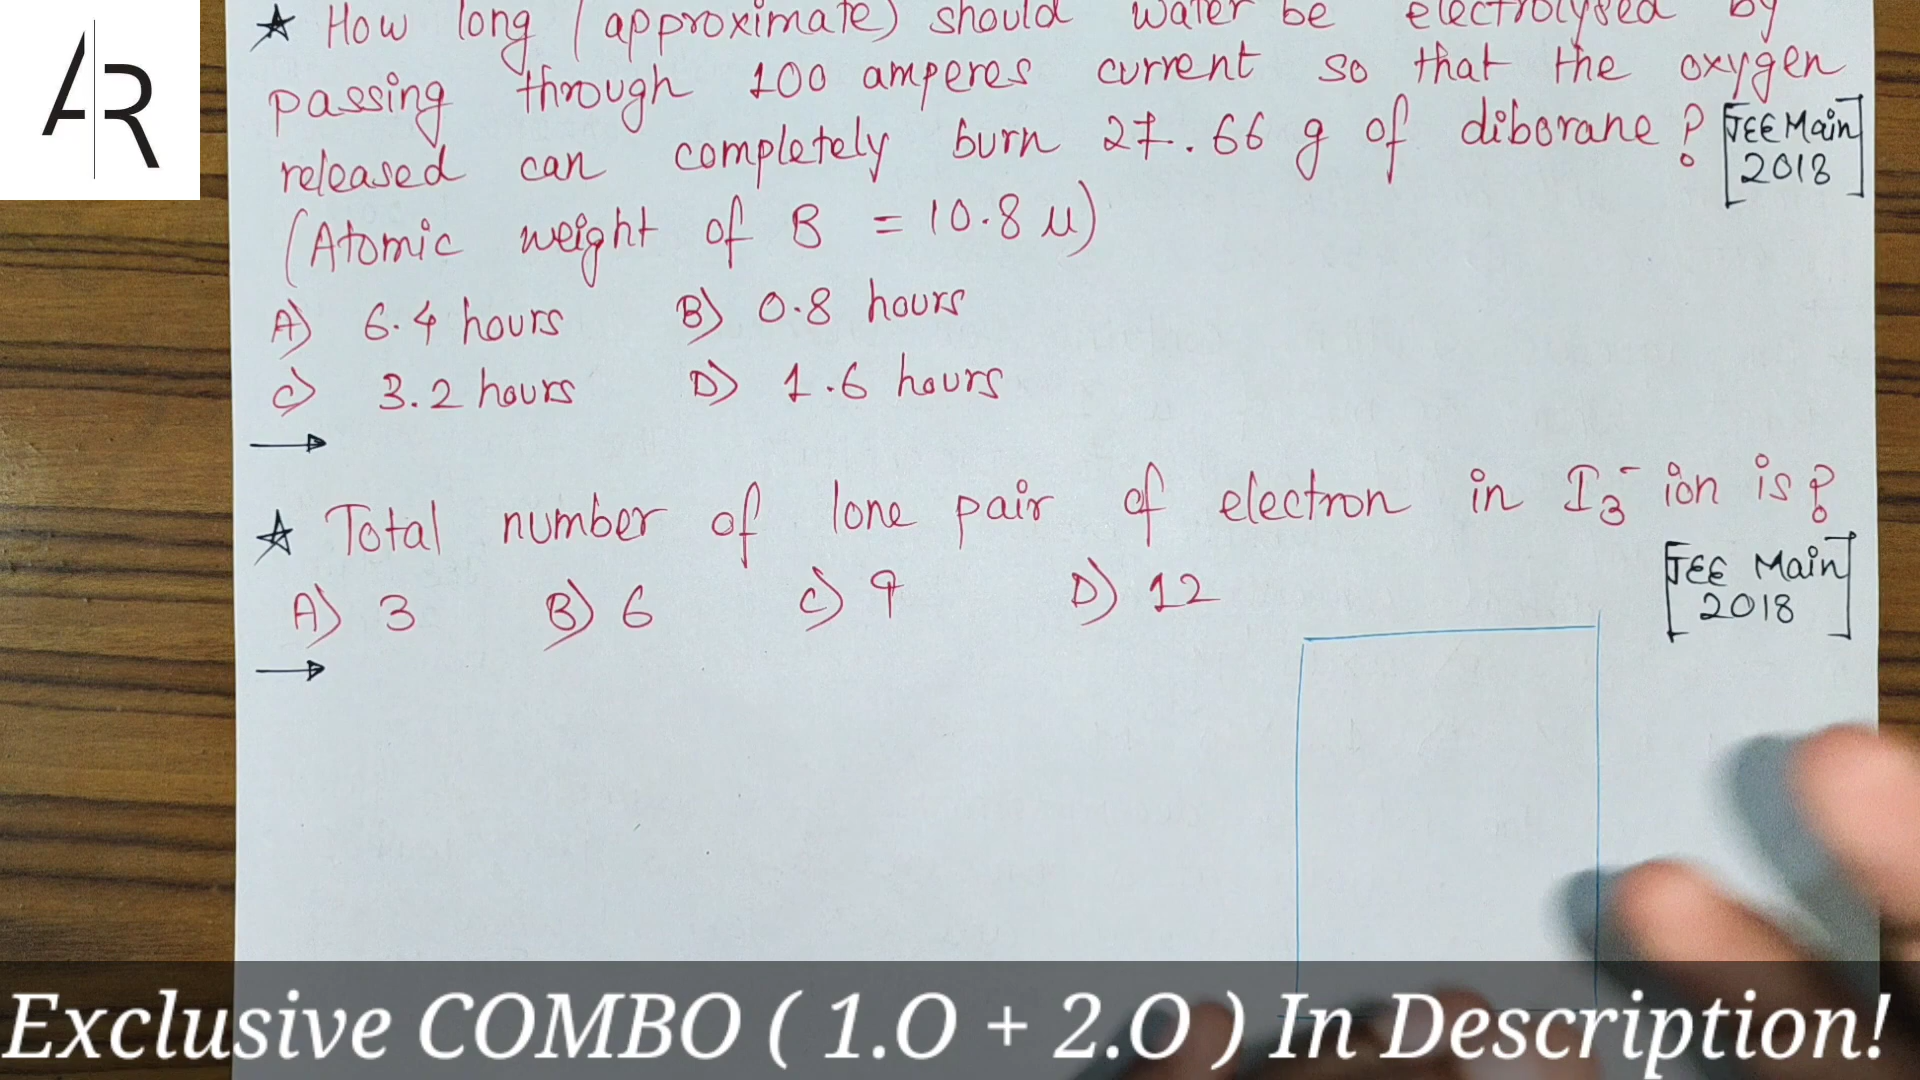 AR
★ How long (approximate) should water be electrolysed by
passing through 100 amperes current so that the oxygen
released can completely burn 27.66 g of diborane?
[JEE Main
2018]
(Atomic weight of B = 10.8 u)
A) 6.4 hours B) 0.8 hours
C) 3.2 hours D) 1.6 hours
→
★ Total number of lone pair of electron in I₃⁻ ion is?
[JEE Main
2018]
A) 3 B) 6 C) 9 D) 12
→
Exclusive COMBO ( 1.O + 2.O ) In Description!